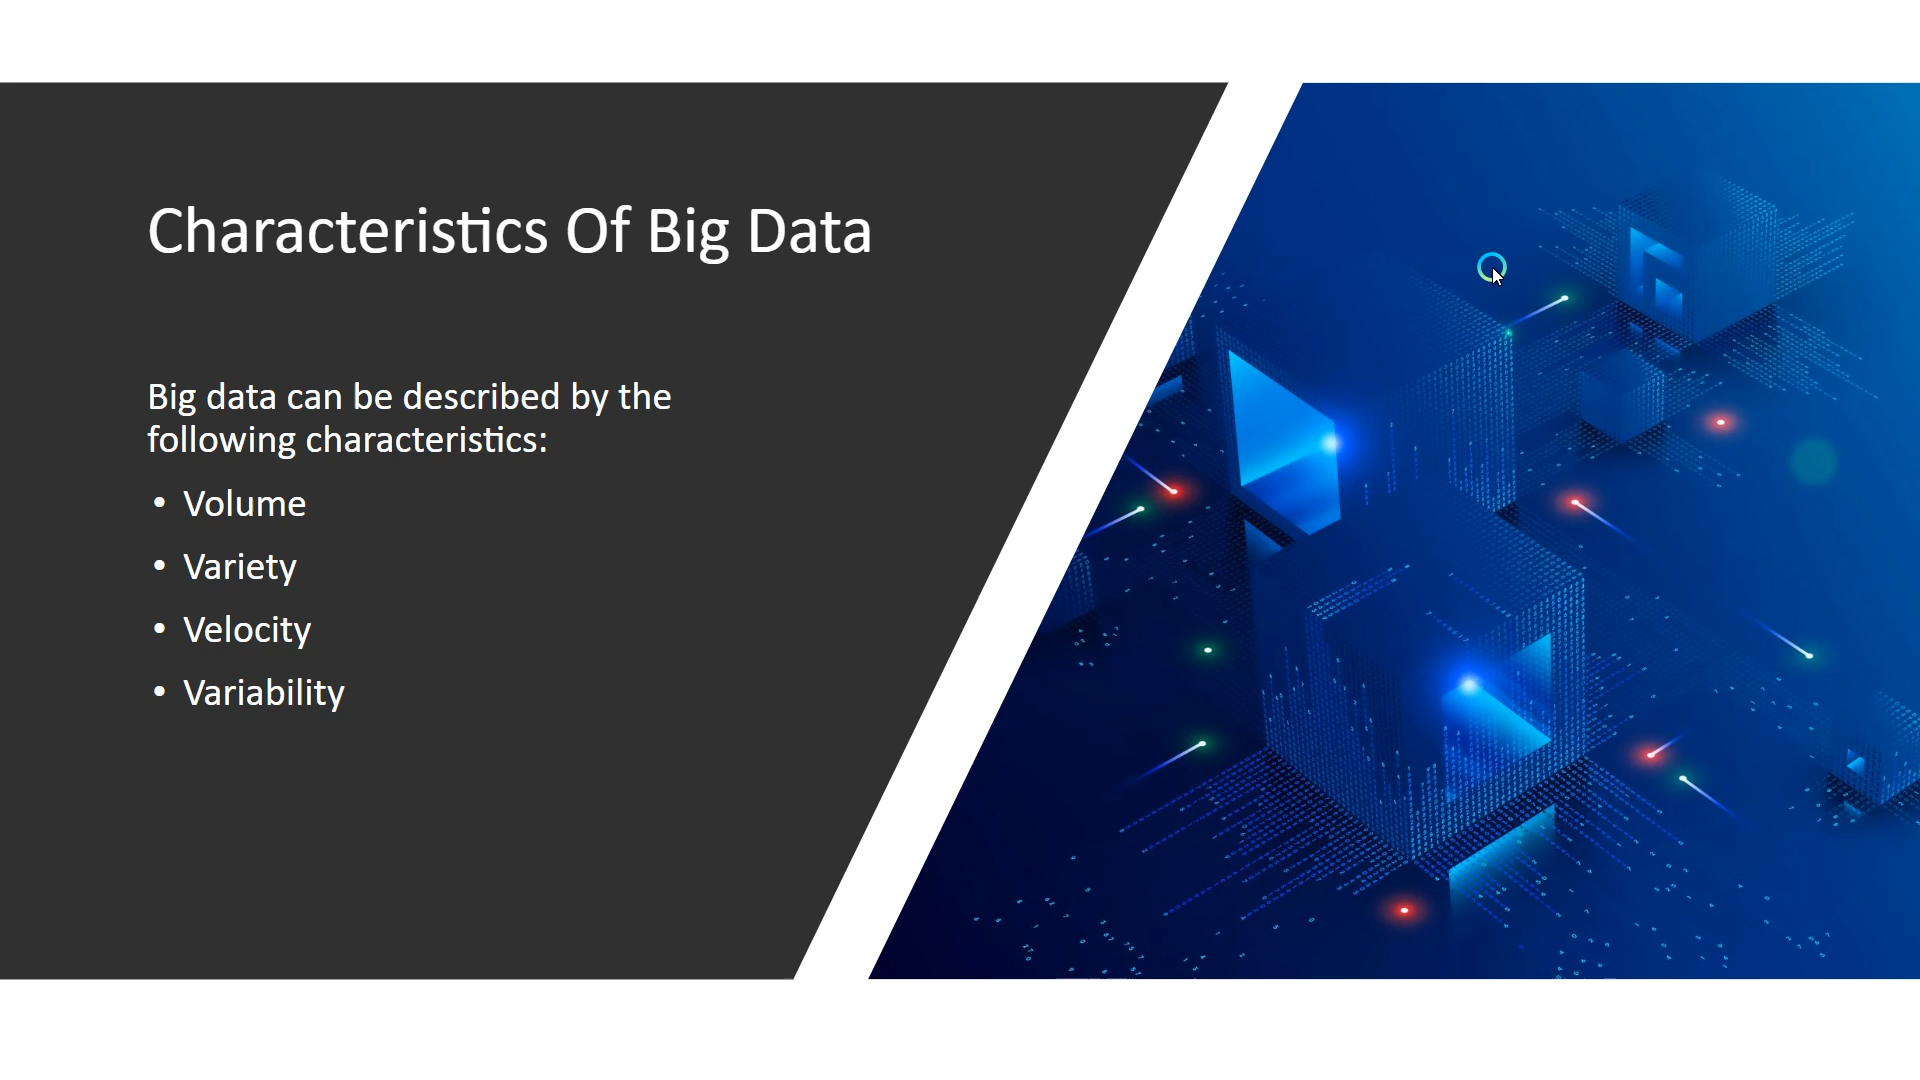 Characteristics Of Big Data
Big data can be described by the
following characteristics:
• Volume
• Variety
• Velocity
• Variability